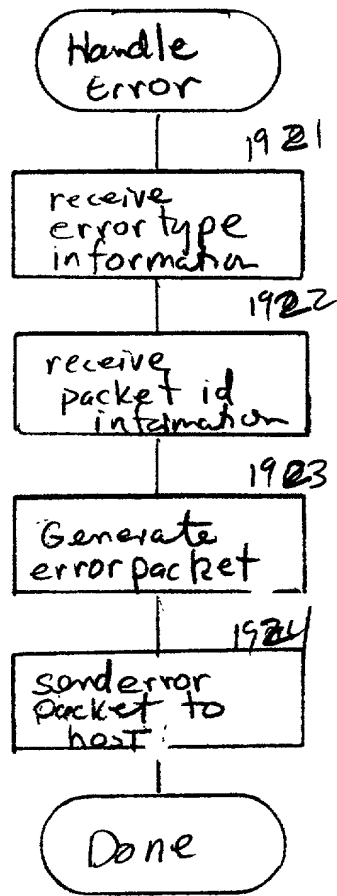 Handle
Error
1921
receive
error type
information
1922
receive
packet id
information
1923
Generate
error packet
1924
send error
packet to
host
Done